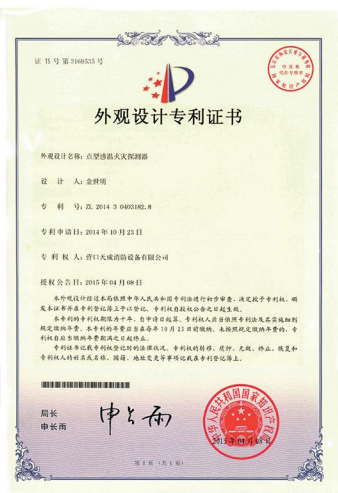 证书号第3169535号
外观设计专利证书
外观设计名称：点型感温火灾探测器
设 计 人：金世明
专 利 号：ZL 2014 3 0403182.8
专利申请日：2014年10月23日
专 利 权 人：营口天成消防设备有限公司
授权公告日：2015年04月08日
本外观设计经过本局依照中华人民共和国专利法进行初步审查，决定授予专利权，颁
发本证书并在专利登记簿上予以登记。专利权自授权公告之日起生效。
本专利的专利权期限为十年，自申请日起算。专利权人应当依照专利法及其实施细则
规定缴纳年费。本专利的年费应当在每年10月23日前缴纳。未按照规定缴纳年费的，专
利权自应当缴纳年费期满之日起终止。
专利证书记载专利权登记时的法律状况。专利权的转移、质押、无效、终止、恢复和
专利权人的姓名或名称、国籍、地址变更等事项记载在专利登记簿上。
局长
申长雨
申长雨
中华人民共和国国家知识产权局
2015年04月08日
第1页（共1页）